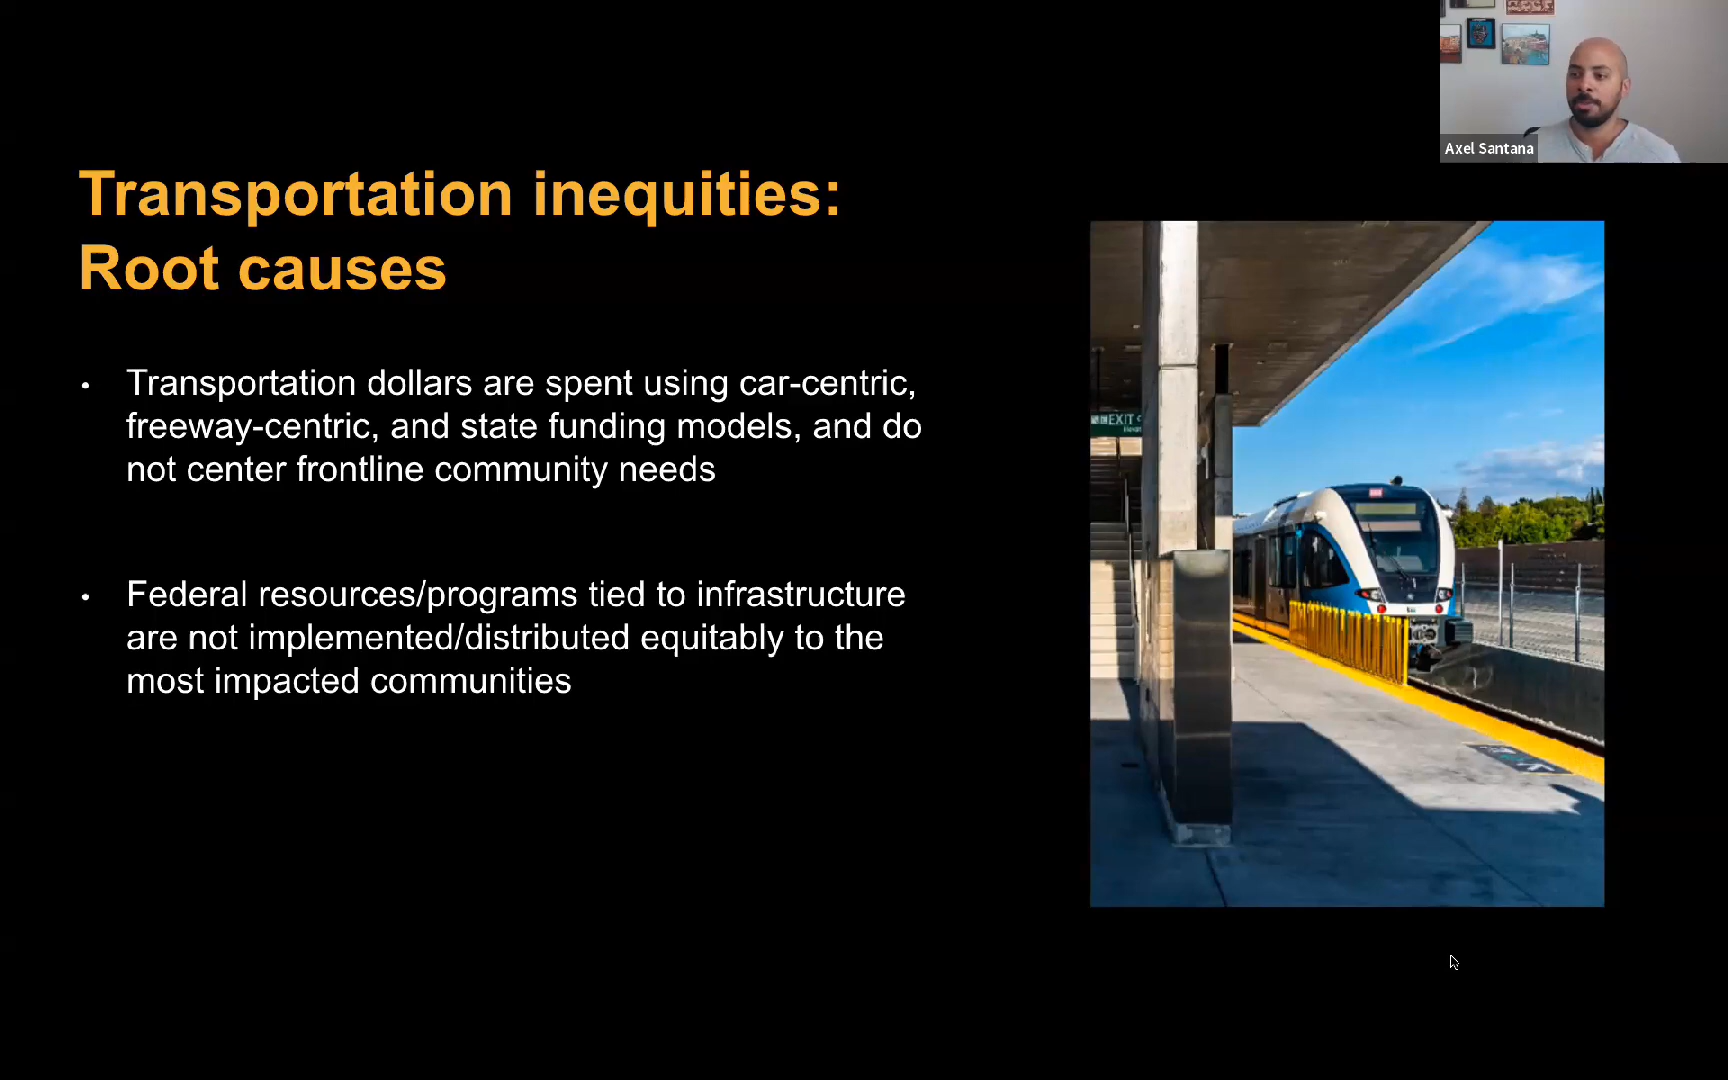 Axel Santana
Transportation inequities:
Root causes
• Transportation dollars are spent using car-centric,
freeway-centric, and state funding models, and do
not center frontline community needs
• Federal resources/programs tied to infrastructure
are not implemented/distributed equitably to the
most impacted communities
EXIT